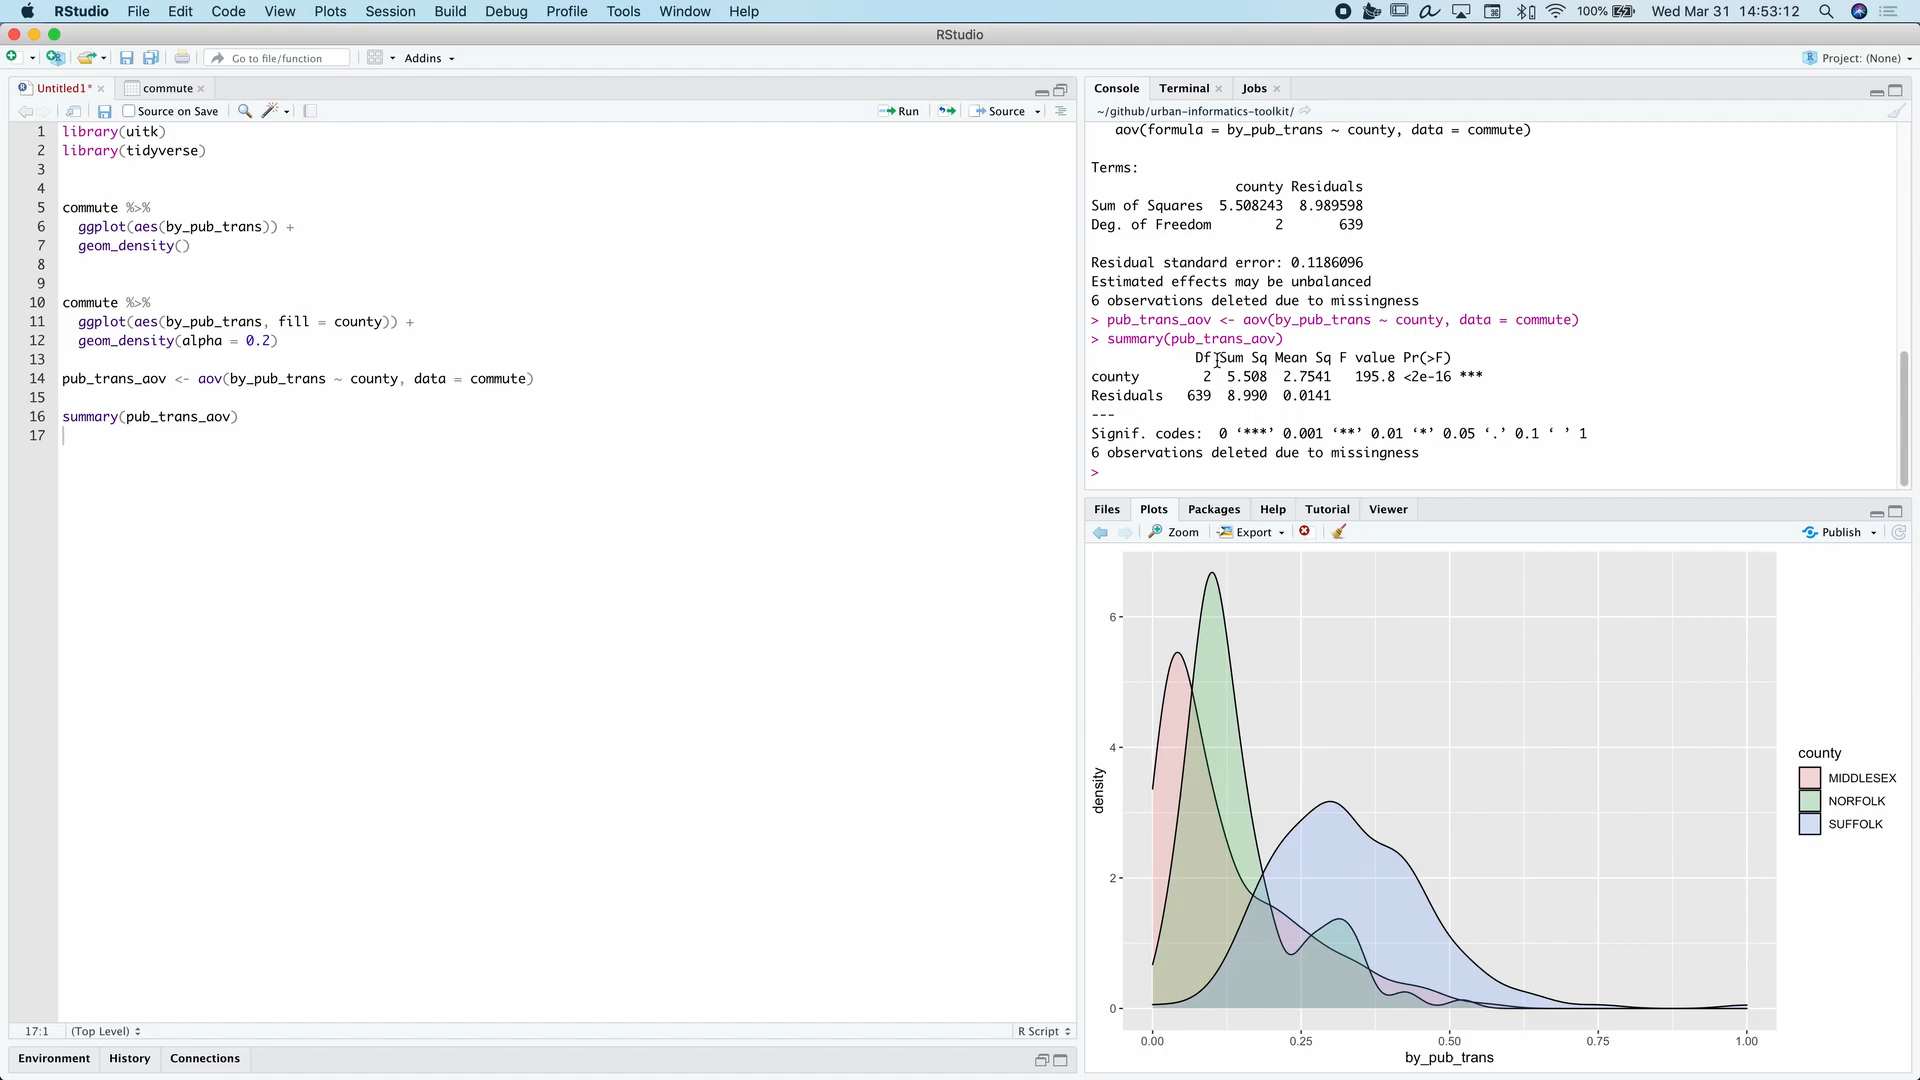 RStudio File Edit Code View Plots Session Build Debug Profile Tools Window Help 100% Wed Mar 31 14:53:12
RStudio
Go to file/function Addins Project: (None)
Untitled1* commute
Source on Save Run Source
1 library(uitk)
2 library(tidyverse)
3
4
5 commute %>%
6 ggplot(aes(by_pub_trans)) +
7 geom_density()
8
9
10 commute %>%
11 ggplot(aes(by_pub_trans, fill = county)) +
12 geom_density(alpha = 0.2)
13
14 pub_trans_aov <- aov(by_pub_trans ~ county, data = commute)
15
16 summary(pub_trans_aov)
17
17:1 (Top Level) R Script
Environment History Connections
Console Terminal Jobs
~/github/urban-informatics-toolkit/
aov(formula = by_pub_trans ~ county, data = commute)
Terms:
county Residuals
Sum of Squares 5.508243 8.989598
Deg. of Freedom 2 639
Residual standard error: 0.1186096
Estimated effects may be unbalanced
6 observations deleted due to missingness
> pub_trans_aov <- aov(by_pub_trans ~ county, data = commute)
> summary(pub_trans_aov)
Df Sum Sq Mean Sq F value Pr(>F)
county 2 5.508 2.7541 195.8 <2e-16 ***
Residuals 639 8.990 0.0141
---
Signif. codes: 0 ‘***’ 0.001 ‘**’ 0.01 ‘*’ 0.05 ‘.’ 0.1 ‘ ’ 1
6 observations deleted due to missingness
>
Files Plots Packages Help Tutorial Viewer
Zoom Export Publish
6
4
2
0
density
0.00 0.25 0.50 0.75 1.00
by_pub_trans
county
MIDDLESEX
NORFOLK
SUFFOLK